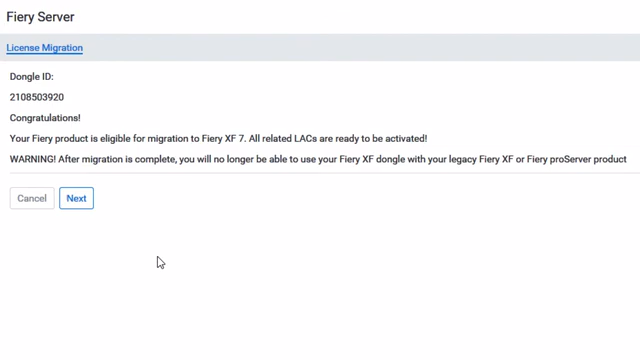 Fiery Server
License Migration
Dongle ID:
2108503920
Congratulations!
Your Fiery product is eligible for migration to Fiery XF 7. All related LACs are ready to be activated!
WARNING! After migration is complete, you will no longer be able to use your Fiery XF dongle with your legacy Fiery XF or Fiery proServer product
Cancel Next